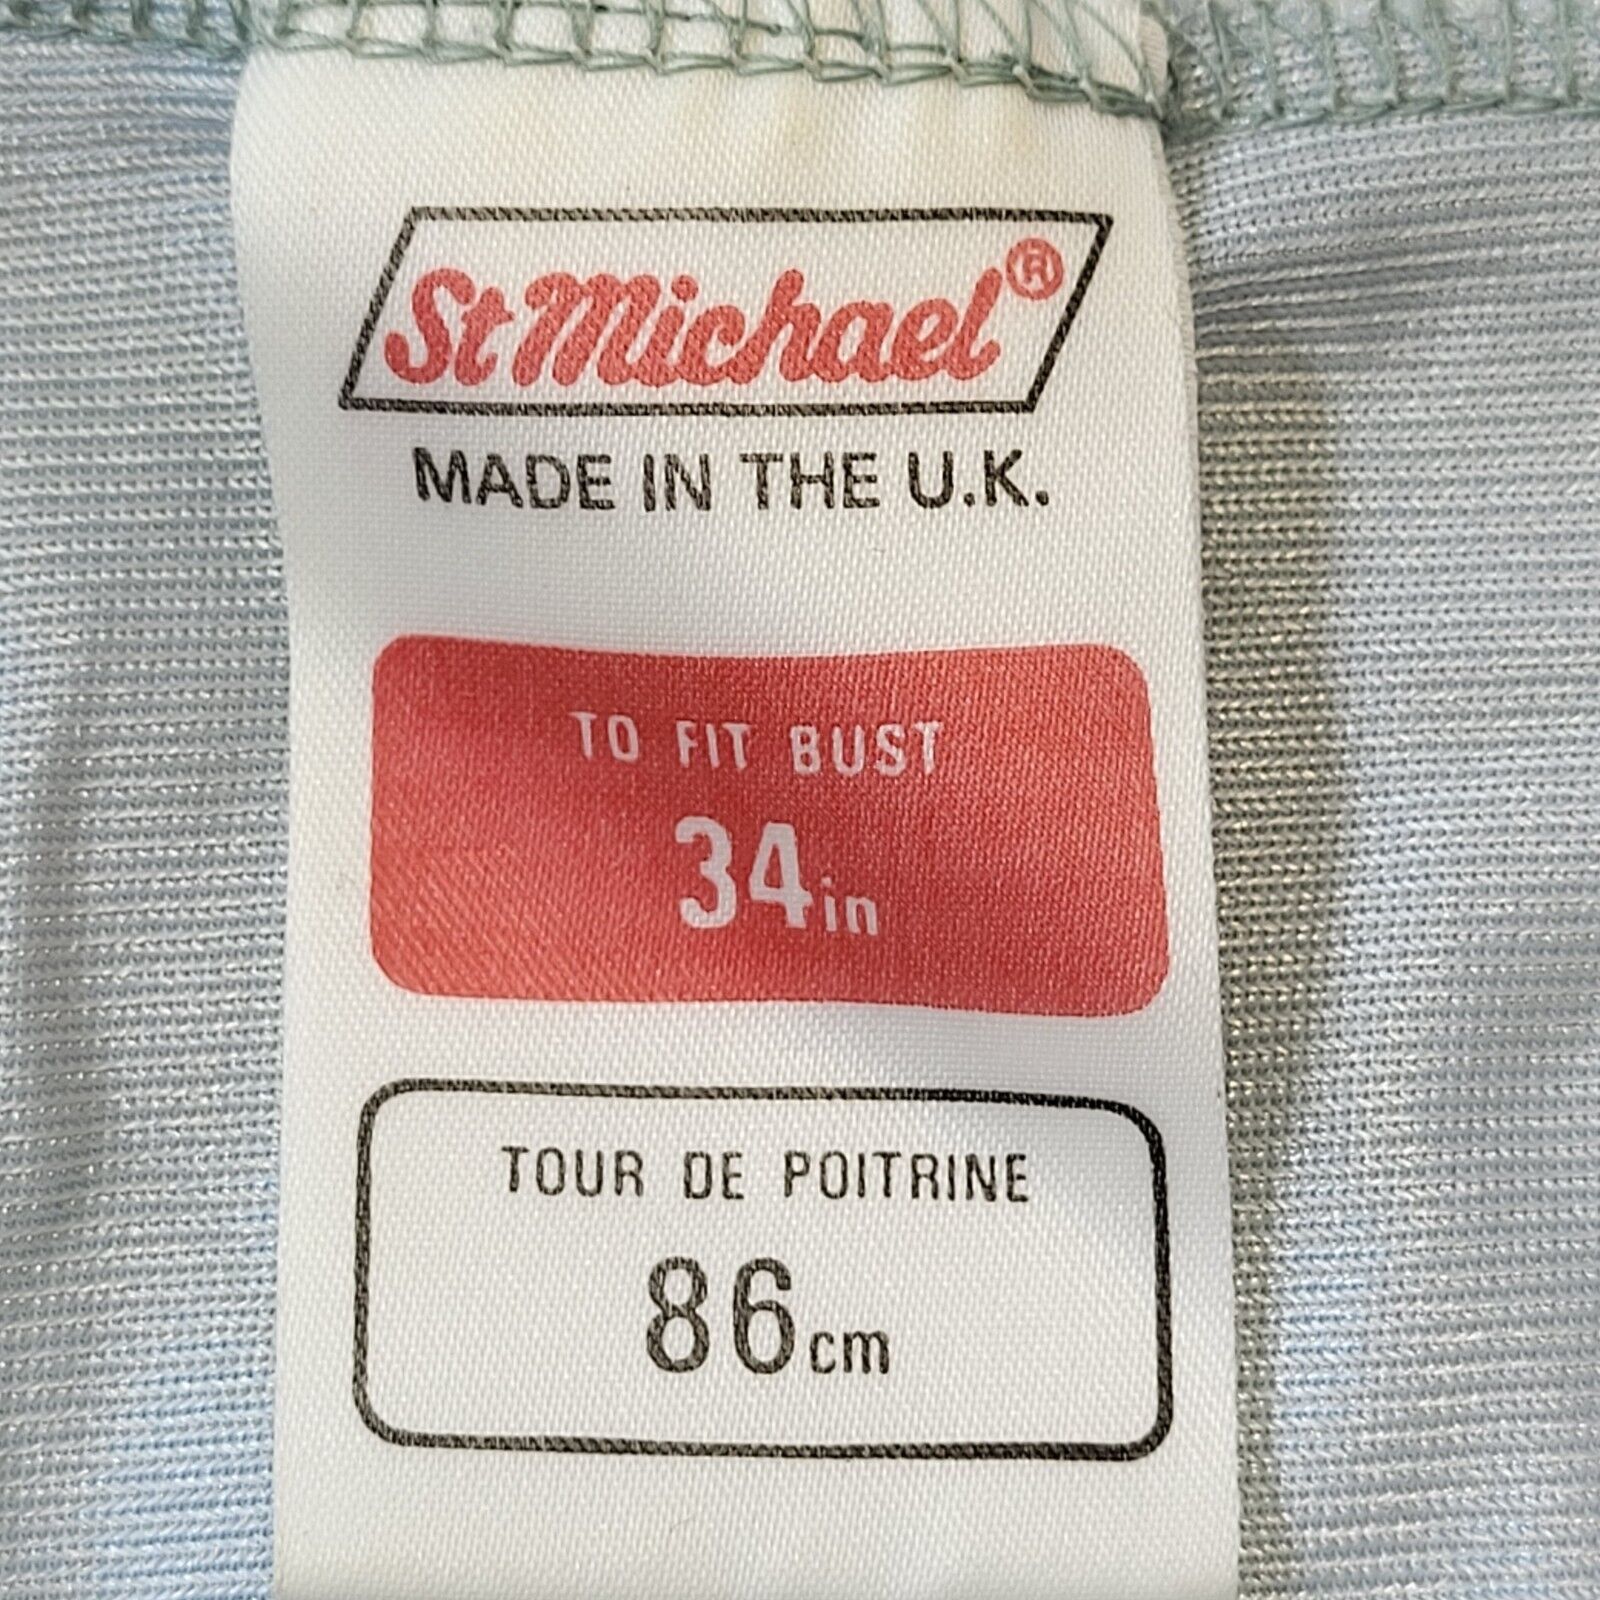 St Michael®
MADE IN THE U.K.
TO FIT BUST
34in
TOUR DE POITRINE
86cm